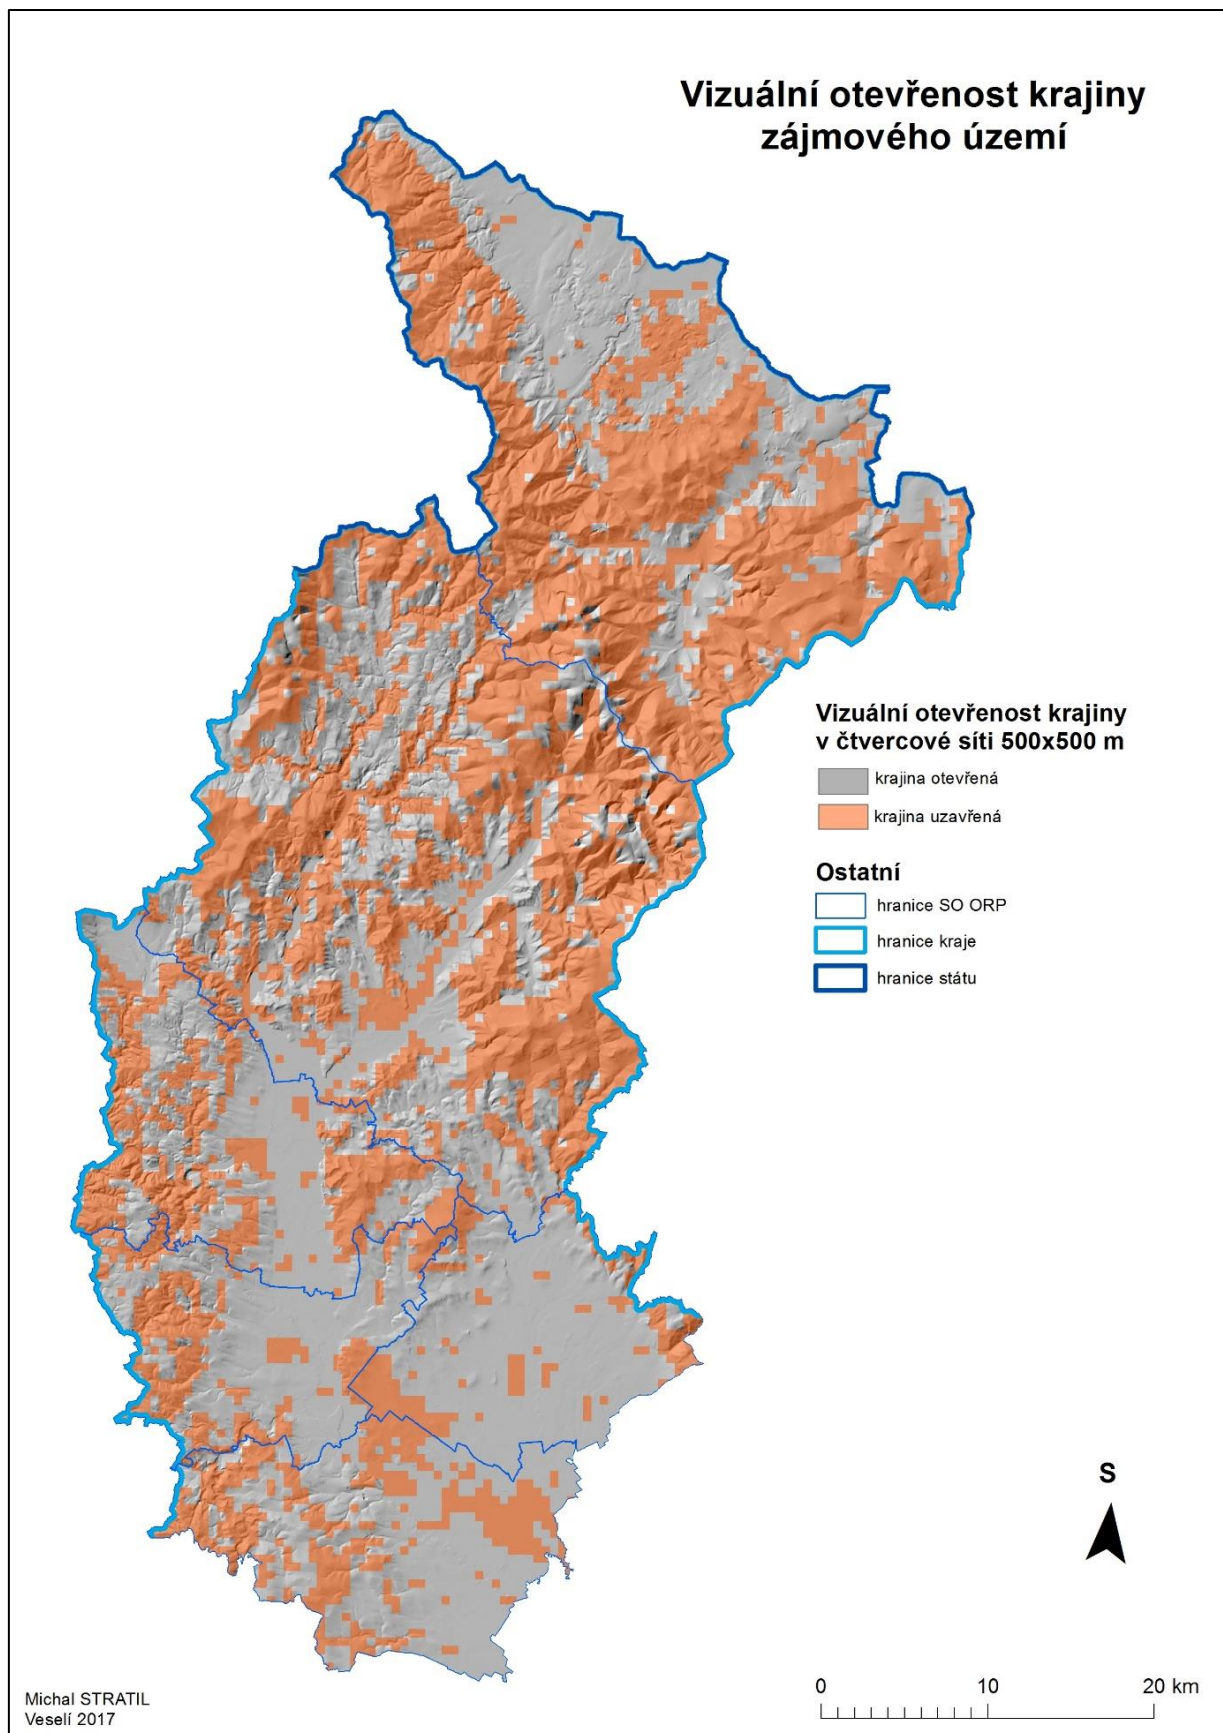 Vizuální otevřenost krajiny
zájmového území
Vizuální otevřenost krajiny
v čtvercové síti 500x500 m
krajina otevřená
krajina uzavřená
Ostatní
hranice SO ORP
hranice kraje
hranice státu
S
0 10 20 km
Michal STRATIL
Veselí 2017